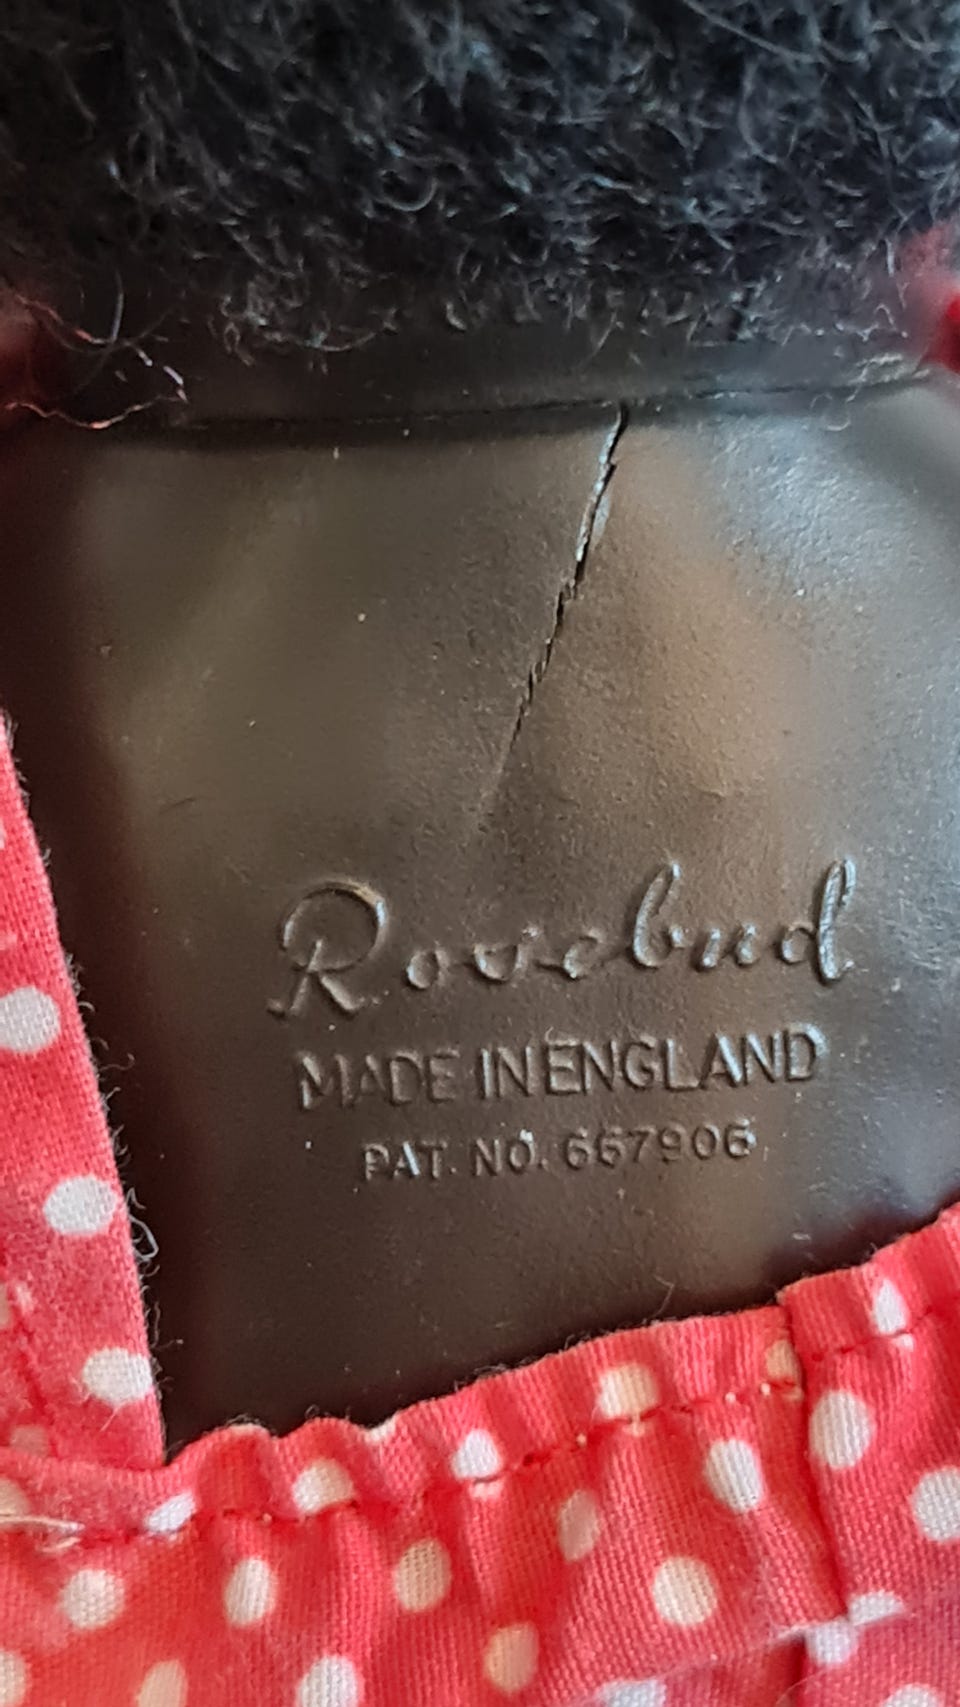 Rosebud
MADE IN ENGLAND
PAT. NO. 667906